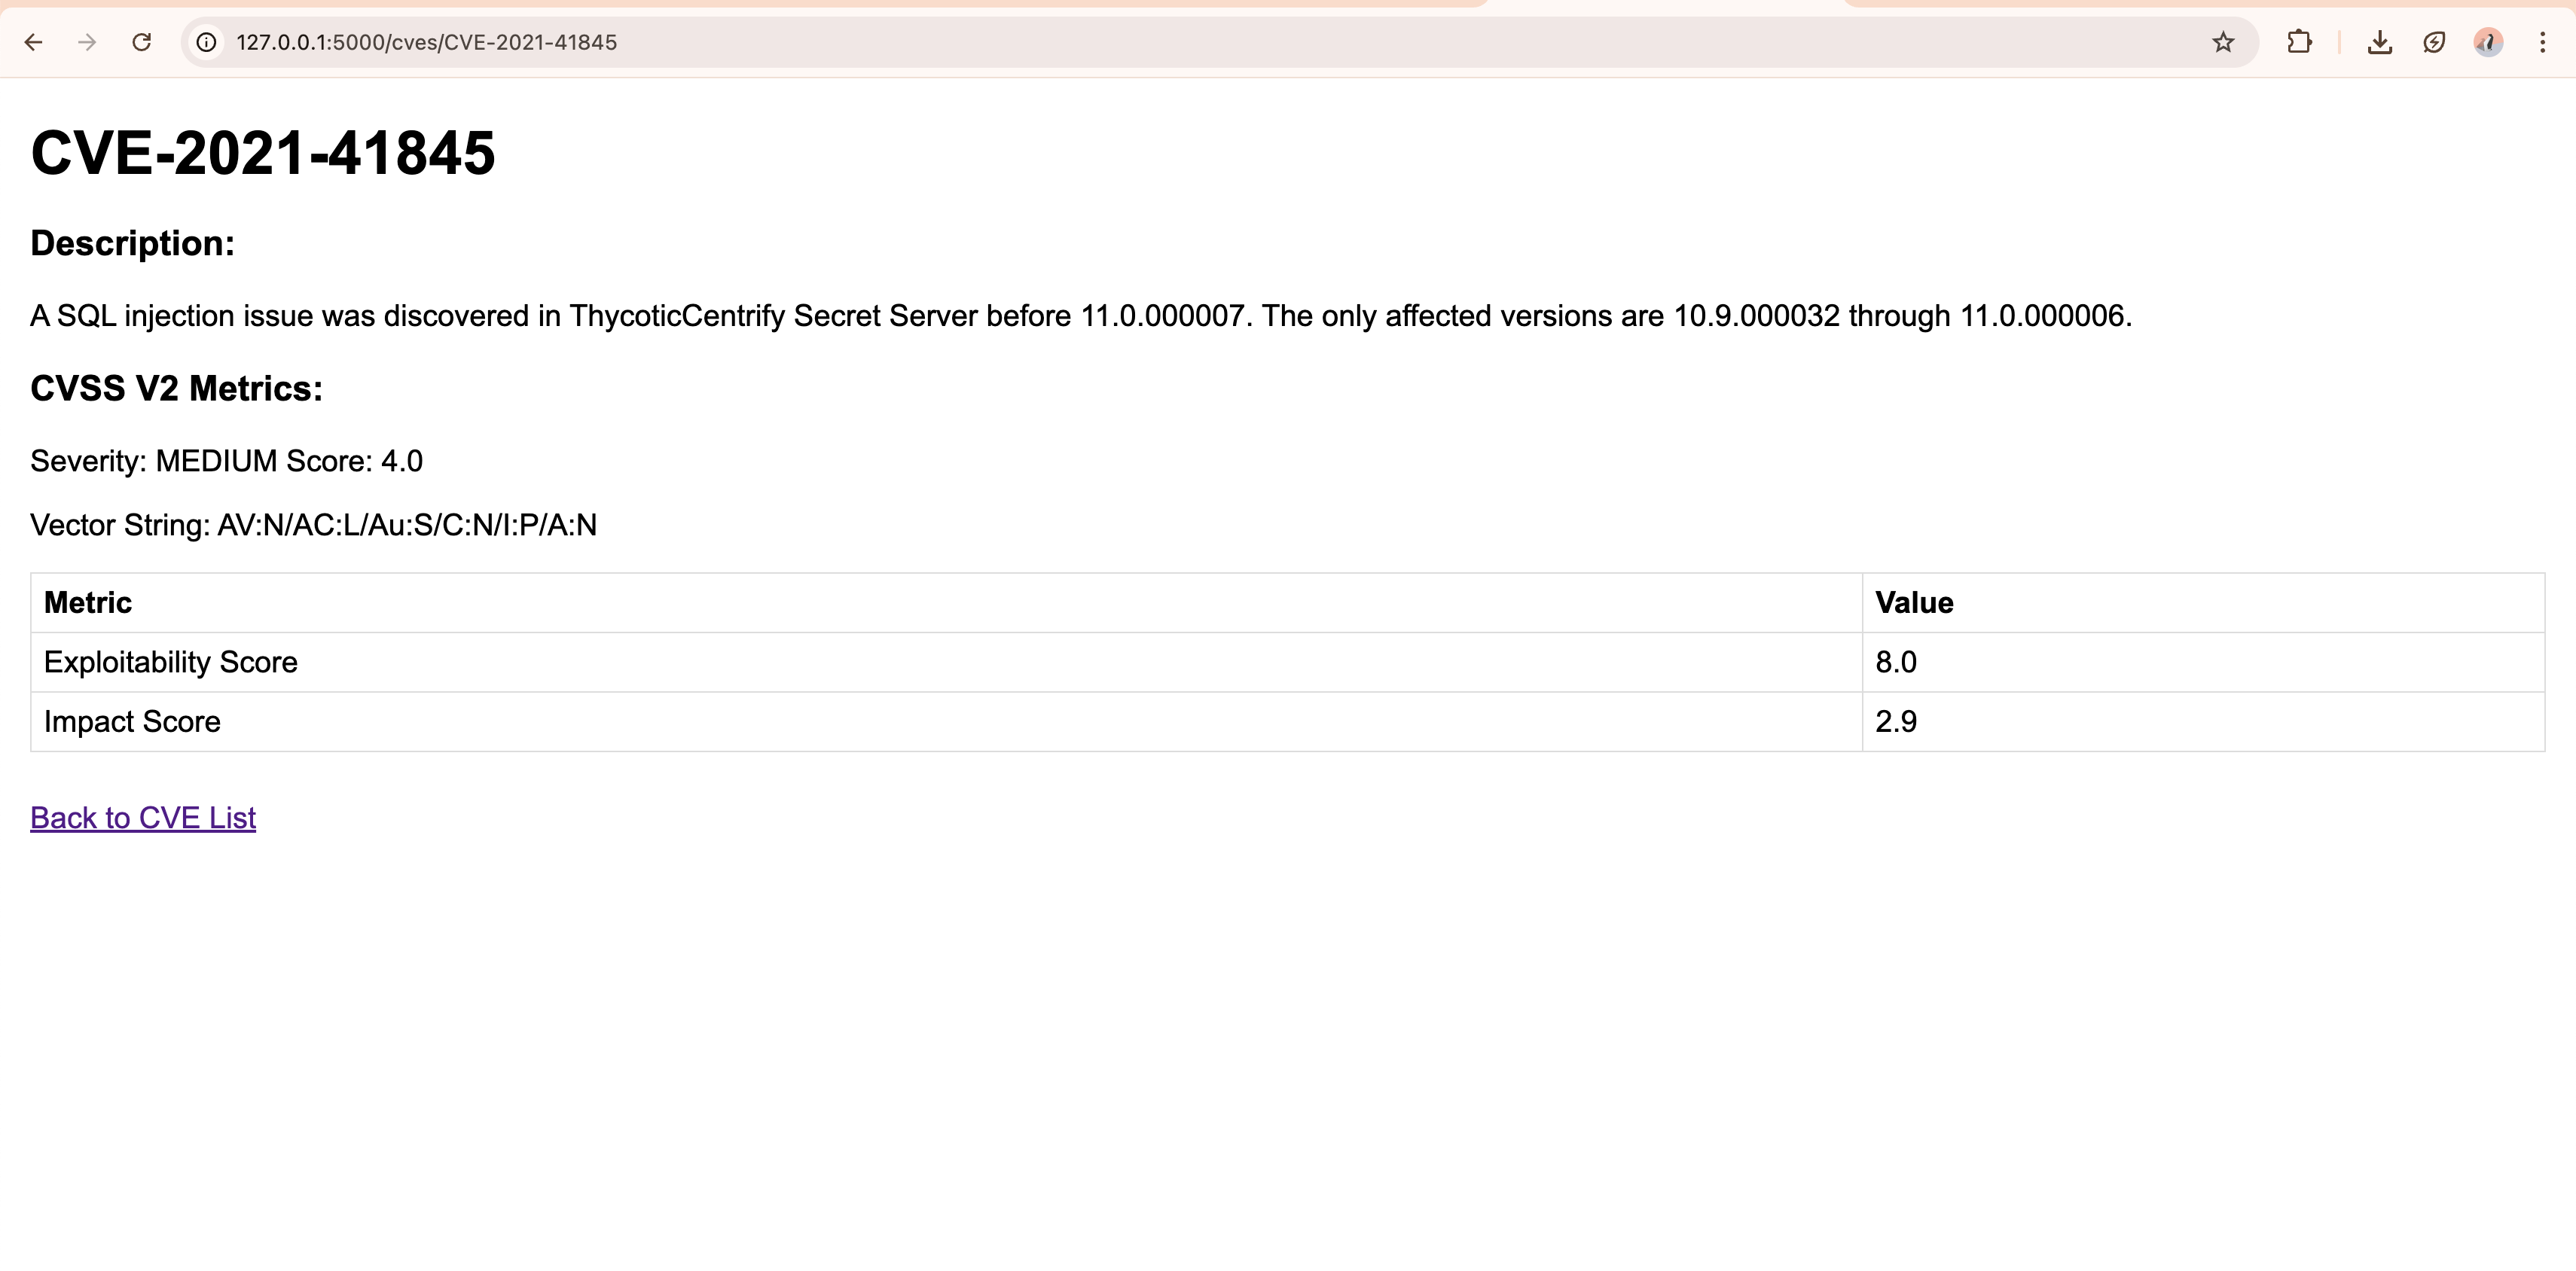 127.0.0.1:5000/cves/CVE-2021-41845
CVE-2021-41845
Description:
A SQL injection issue was discovered in ThycoticCentrify Secret Server before 11.0.000007. The only affected versions are 10.9.000032 through 11.0.000006.
CVSS V2 Metrics:
Severity: MEDIUM Score: 4.0
Vector String: AV:N/AC:L/Au:S/C:N/I:P/A:N
Metric Value
Exploitability Score 8.0
Impact Score 2.9
Back to CVE List